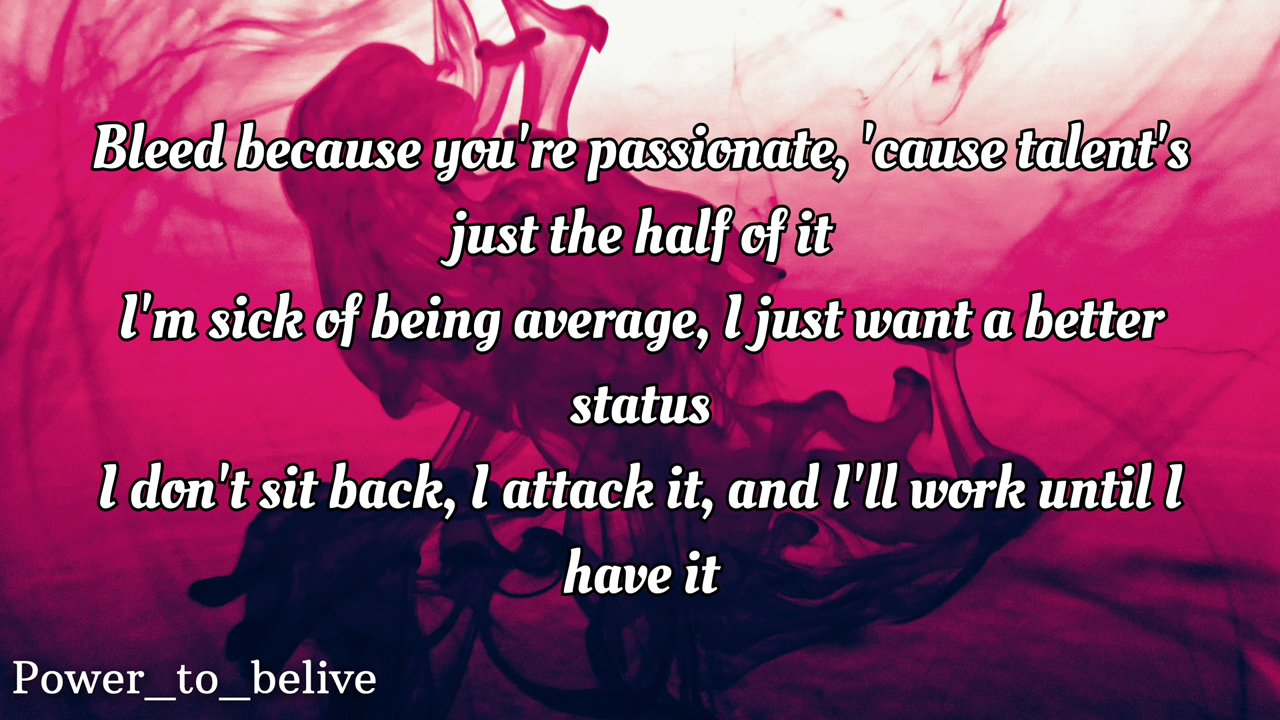 Bleed because you're passionate, 'cause talent's
just the half of it
I'm sick of being average, I just want a better
status
I don't sit back, I attack it, and I'll work until I
have it
Power_to_belive